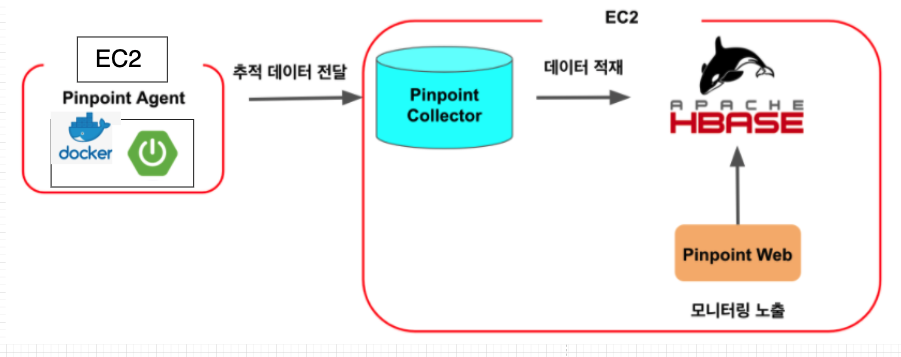 EC2
EC2
Pinpoint Agent
docker
추적 데이터 전달
Pinpoint
Collector
데이터 적재
APACHE
HBASE
Pinpoint Web
모니터링 노출